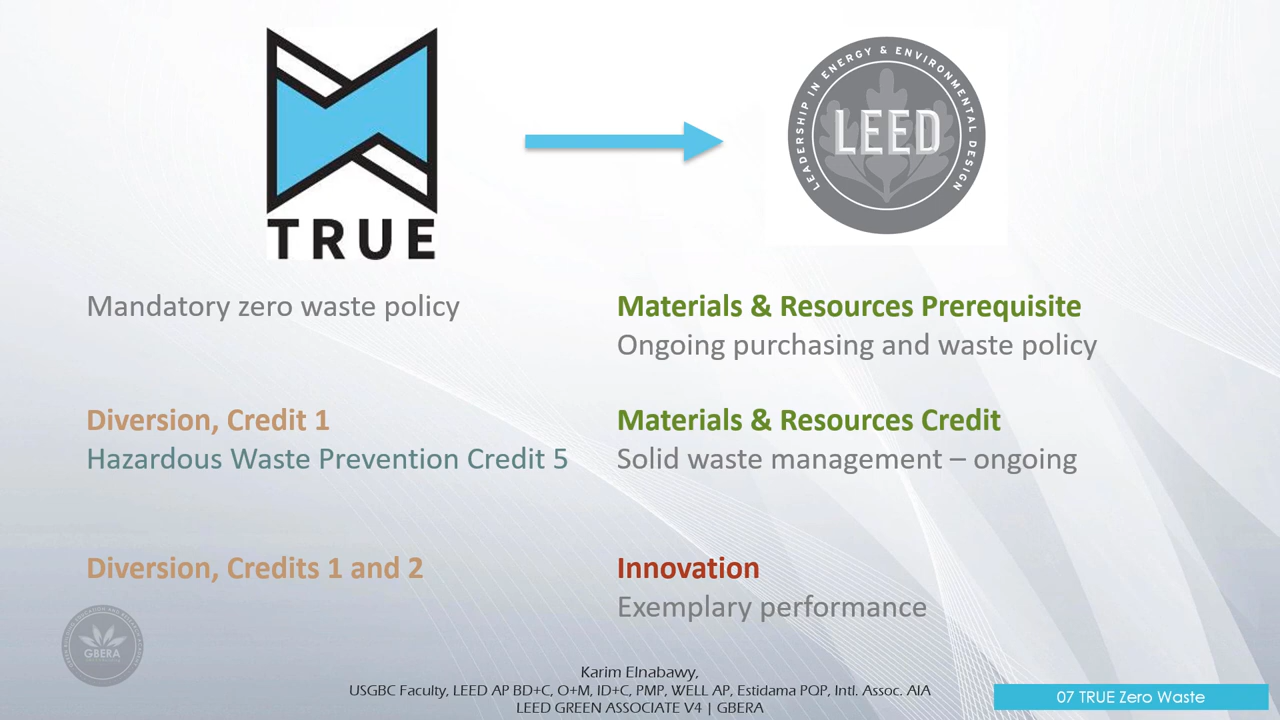 TRUE
LEADERSHIP IN ENERGY & ENVIRONMENTAL DESIGN
LEED
Mandatory zero waste policy
Materials & Resources Prerequisite
Ongoing purchasing and waste policy
Diversion, Credit 1
Hazardous Waste Prevention Credit 5
Materials & Resources Credit
Solid waste management – ongoing
Diversion, Credits 1 and 2
Innovation
Exemplary performance
GBERA
Karim Elnabawy,
USGBC Faculty, LEED AP BD+C, O+M, ID+C, PMP, WELL AP, Estidama POP, Intl. Assoc. AIA
LEED GREEN ASSOCIATE V4 | GBERA
07 TRUE Zero Waste